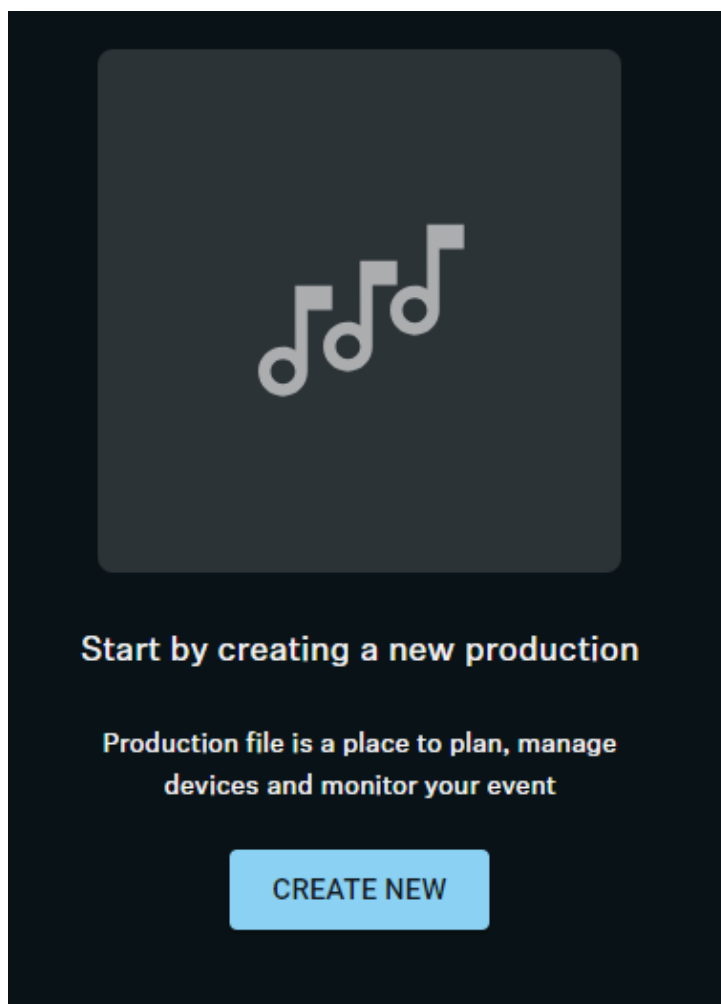 Start by creating a new production
Production file is a place to plan, manage
devices and monitor your event
CREATE NEW